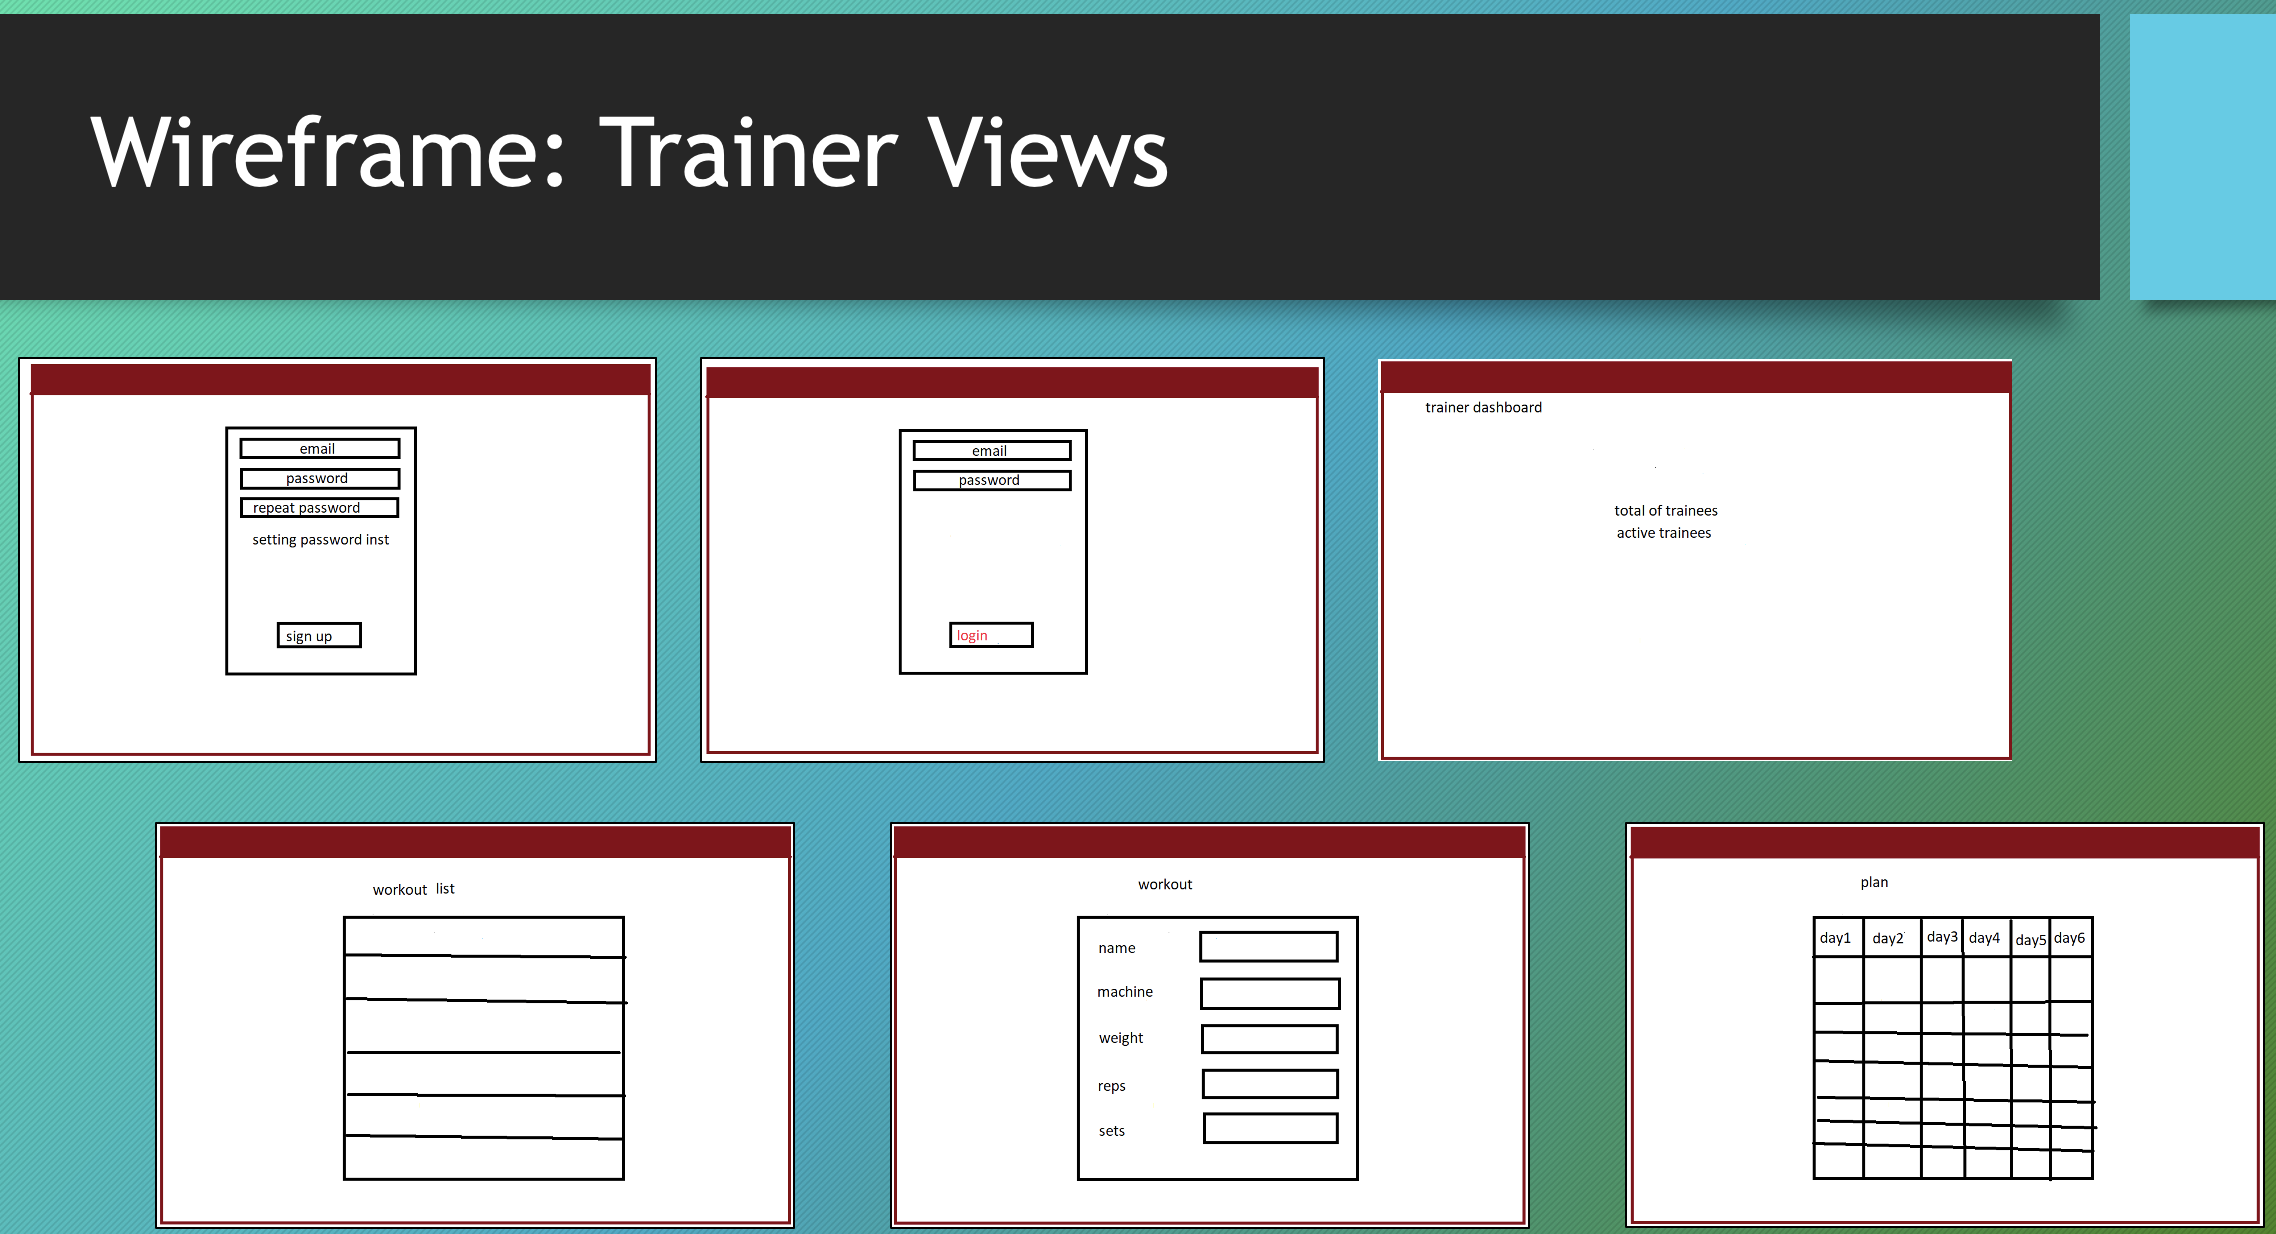 Wireframe: Trainer Views
email
password
repeat password
setting password inst
sign up
email
password
login
trainer dashboard
total of trainees
active trainees
workout list
workout
name
machine
weight
reps
sets
plan
day1 day2 day3 day4 day5 day6